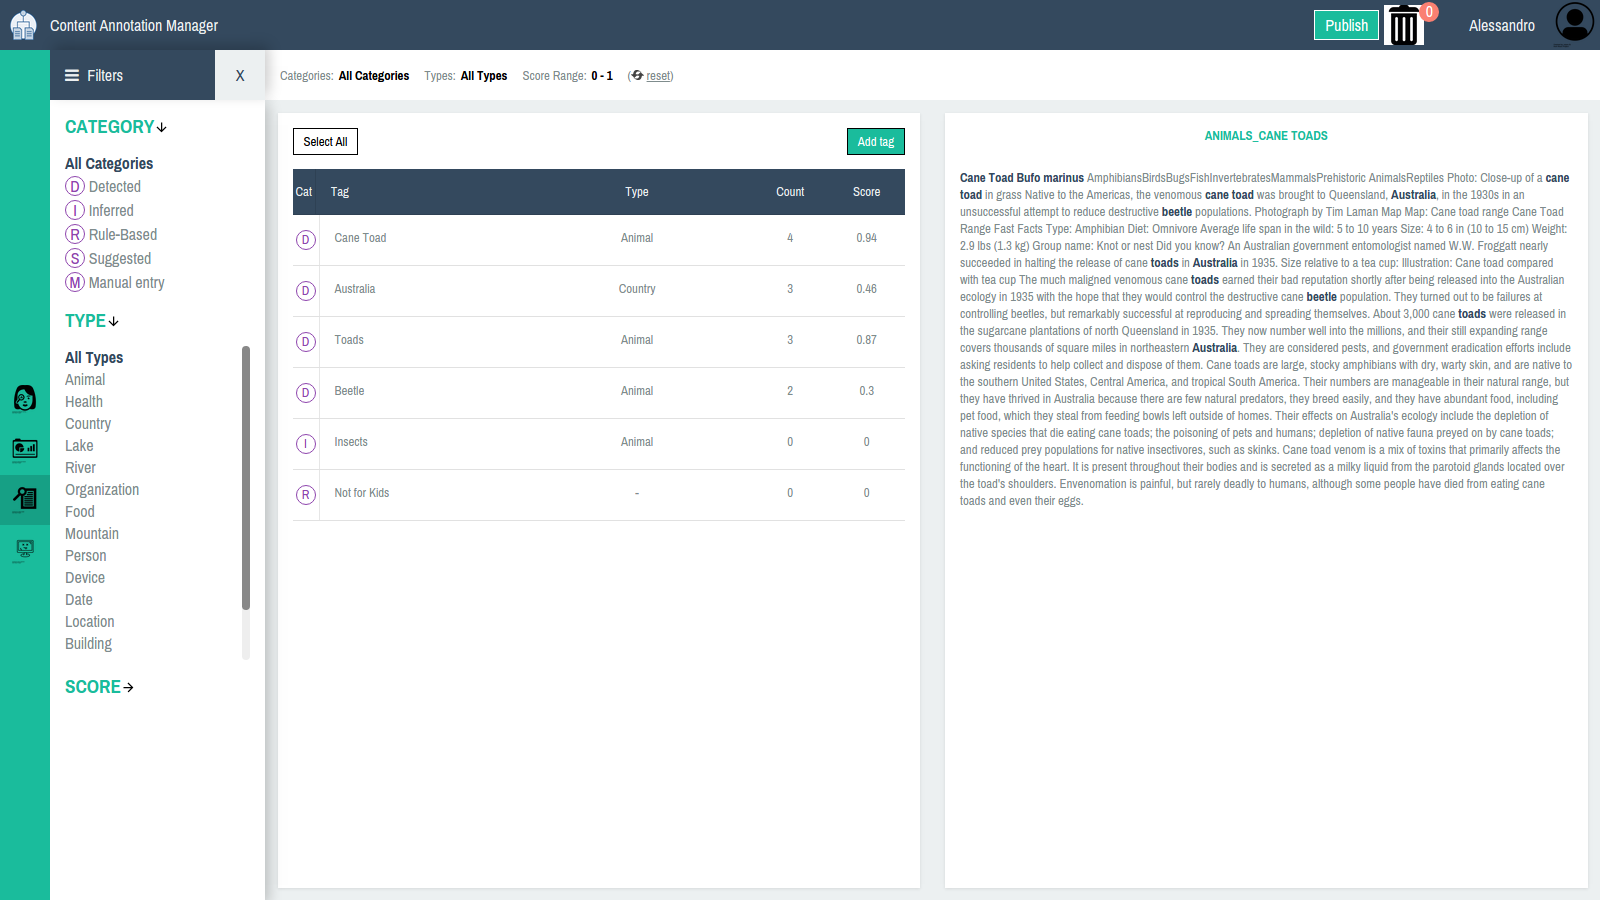 Content Annotation Manager
Publish
0
Alessandro
Filters
X
Categories: All Categories Types: All Types Score Range: 0 - 1 ( reset)
CATEGORY
All Categories
D Detected
I Inferred
R Rule-Based
S Suggested
M Manual entry
TYPE
All Types
Animal
Health
Country
Lake
River
Organization
Food
Mountain
Person
Device
Date
Location
Building
SCORE
Select All
Add tag
Cat Tag Type Count Score
D Cane Toad Animal 4 0.94
D Australia Country 3 0.46
D Toads Animal 3 0.87
D Beetle Animal 2 0.3
I Insects Animal 0 0
R Not for Kids - 0 0
ANIMALS_CANE TOADS
Cane Toad Bufo marinus AmphibiansBirdsBugsFishInvertebratesMammalsPrehistoric AnimalsReptiles Photo: Close-up of a cane
toad in grass Native to the Americas, the venomous cane toad was brought to Queensland, Australia, in the 1930s in an
unsuccessful attempt to reduce destructive beetle populations. Photograph by Tim Laman Map Map: Cane toad range Cane Toad
Range Fast Facts Type: Amphibian Diet: Omnivore Average life span in the wild: 5 to 10 years Size: 4 to 6 in (10 to 15 cm) Weight:
2.9 lbs (1.3 kg) Group name: Knot or nest Did you know? An Australian government entomologist named W.W. Froggatt nearly
succeeded in halting the release of cane toads in Australia in 1935. Size relative to a tea cup: Illustration: Cane toad compared
with tea cup The much maligned venomous cane toads earned their bad reputation shortly after being released into the Australian
ecology in 1935 with the hope that they would control the destructive cane beetle population. They turned out to be failures at
controlling beetles, but remarkably successful at reproducing and spreading themselves. About 3,000 cane toads were released in
the sugarcane plantations of north Queensland in 1935. They now number well into the millions, and their still expanding range
covers thousands of square miles in northeastern Australia. They are considered pests, and government eradication efforts include
asking residents to help collect and dispose of them. Cane toads are large, stocky amphibians with dry, warty skin, and are native to
the southern United States, Central America, and tropical South America. Their numbers are manageable in their natural range, but
they have thrived in Australia because there are few natural predators, they breed easily, and they have abundant food, including
pet food, which they steal from feeding bowls left outside of homes. Their effects on Australia's ecology include the depletion of
native species that die eating cane toads; the poisoning of pets and humans; depletion of native fauna preyed on by cane toads;
and reduced prey populations for native insectivores, such as skinks. Cane toad venom is a mix of toxins that primarily affects the
functioning of the heart. It is present throughout their bodies and is secreted as a milky liquid from the parotoid glands located over
the toad's shoulders. Envenomation is painful, but rarely deadly to humans, although some people have died from eating cane
toads and even their eggs.